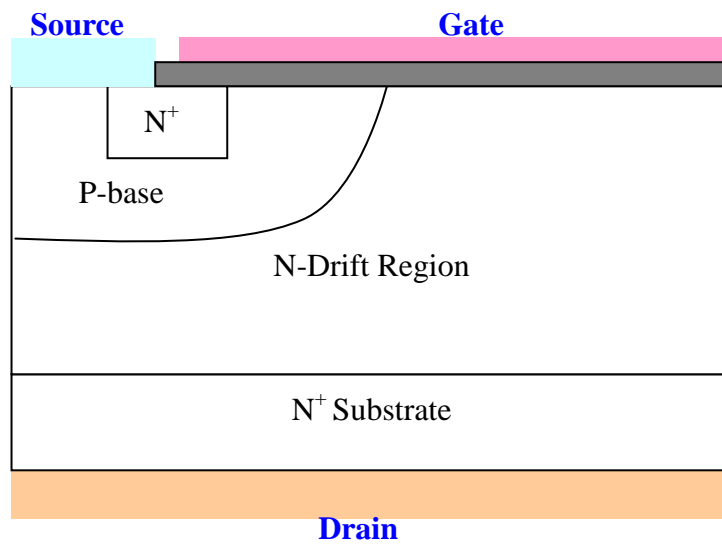 Source
Gate
N⁺
P-base
N-Drift Region
N⁺ Substrate
Drain